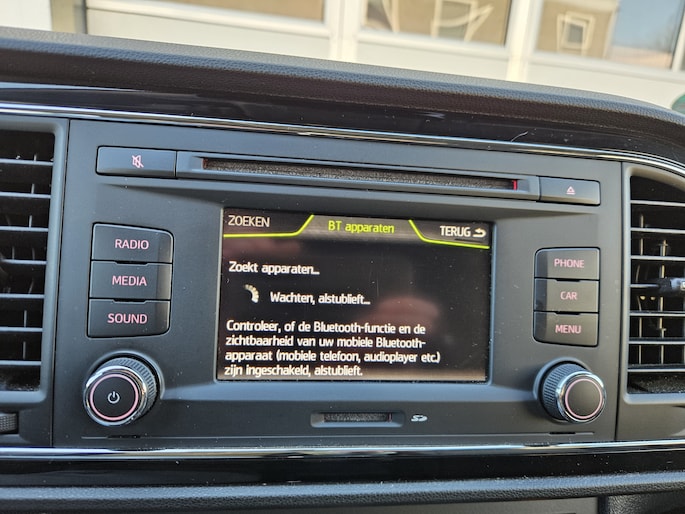 ZOEKEN BT apparaten TERUG
Zoekt apparaten...
Wachten, alstublieft...
Controleer, of de Bluetooth-functie en de
zichtbaarheid van uw mobiele Bluetooth-
apparaat (mobiele telefoon, audioplayer etc.)
zijn ingeschakeld, alstublieft.
RADIO
MEDIA
SOUND
PHONE
CAR
MENU
SD